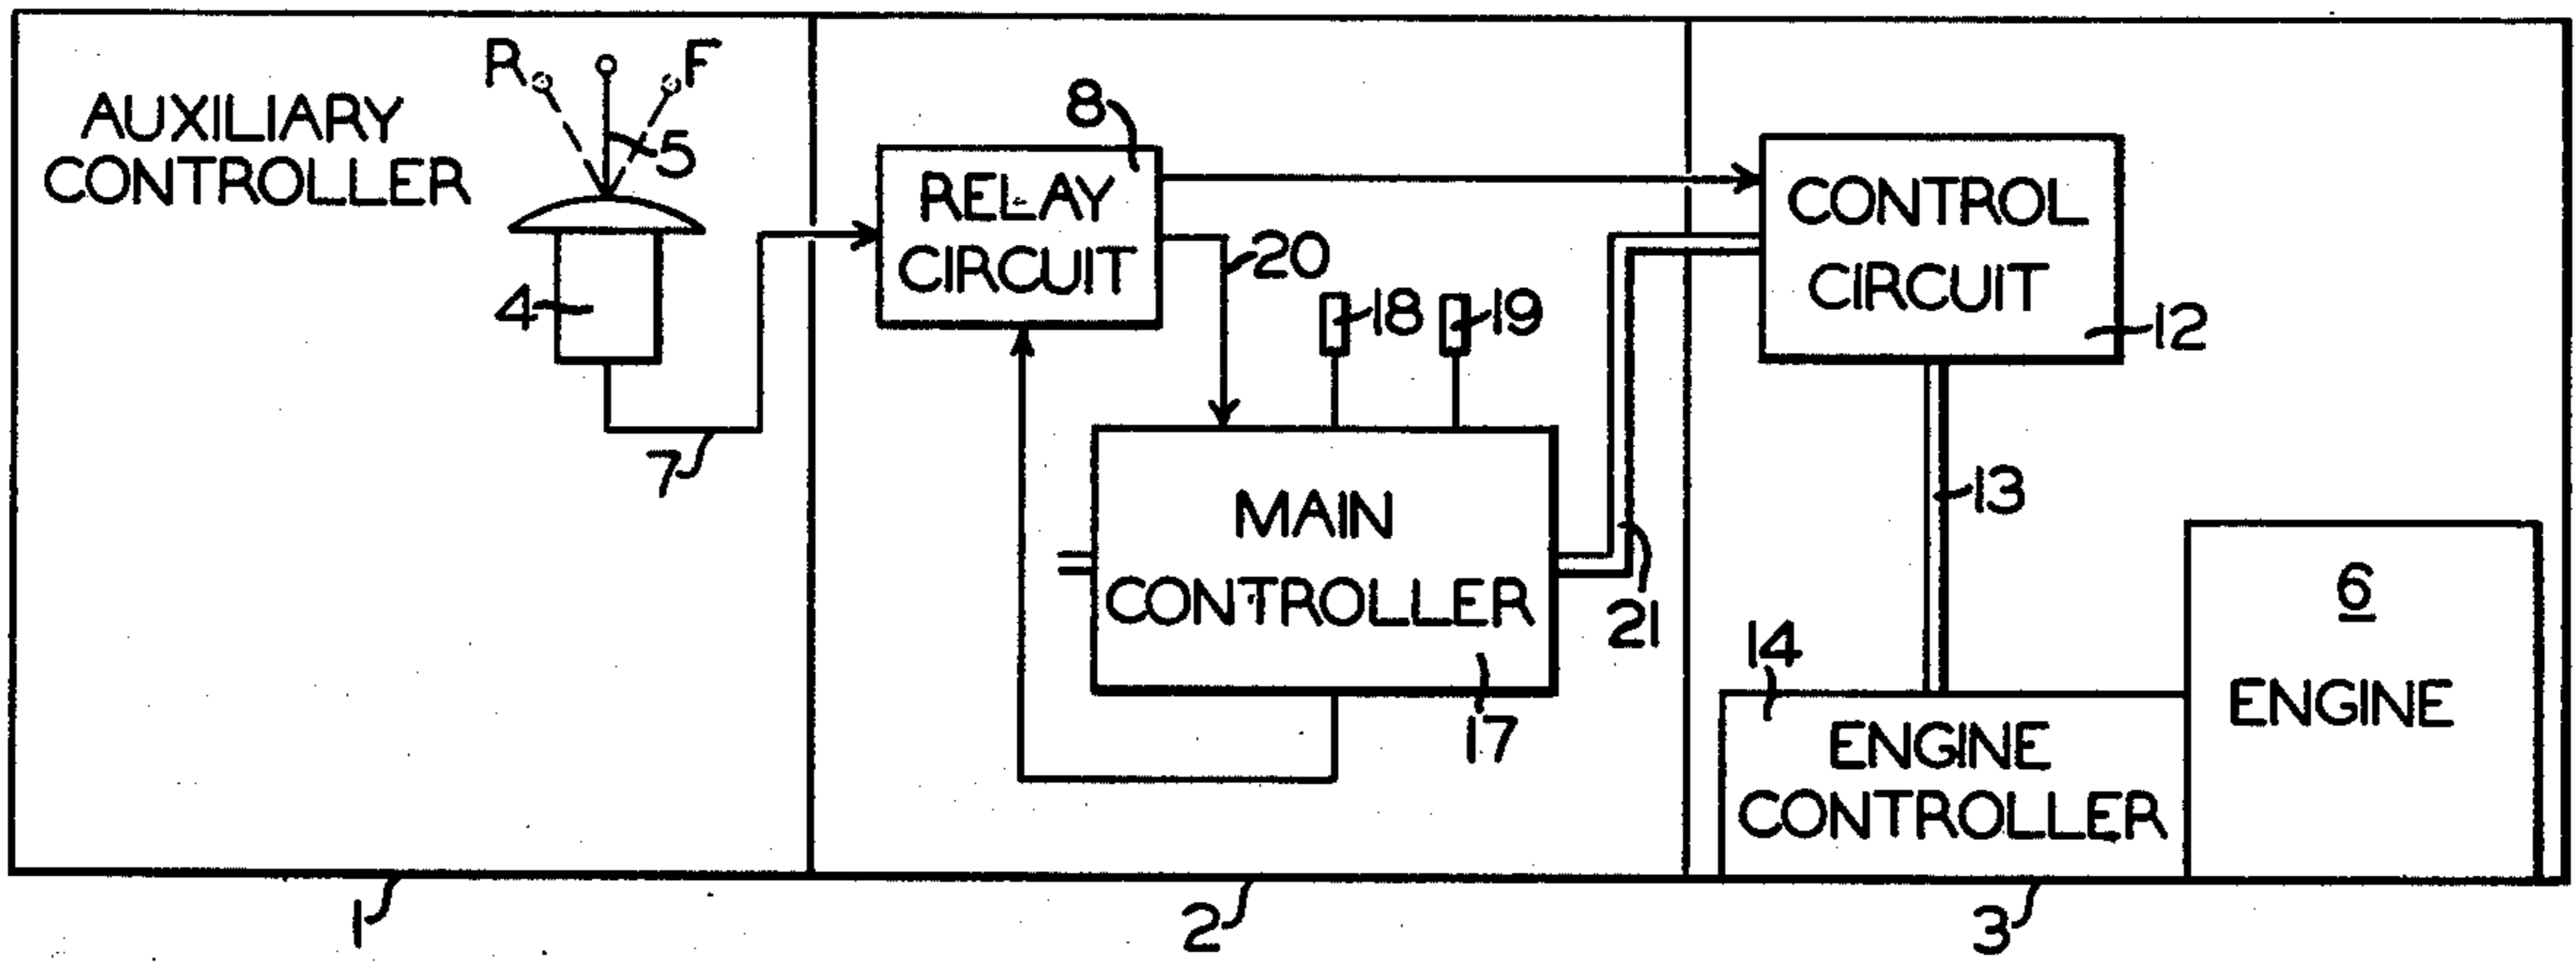 R
F
AUXILIARY
CONTROLLER
5
4
7
8
RELAY
CIRCUIT
20
18
19
MAIN
CONTROLLER
17
21
CONTROL
CIRCUIT
12
13
14
6
ENGINE
ENGINE
CONTROLLER
1
2
3